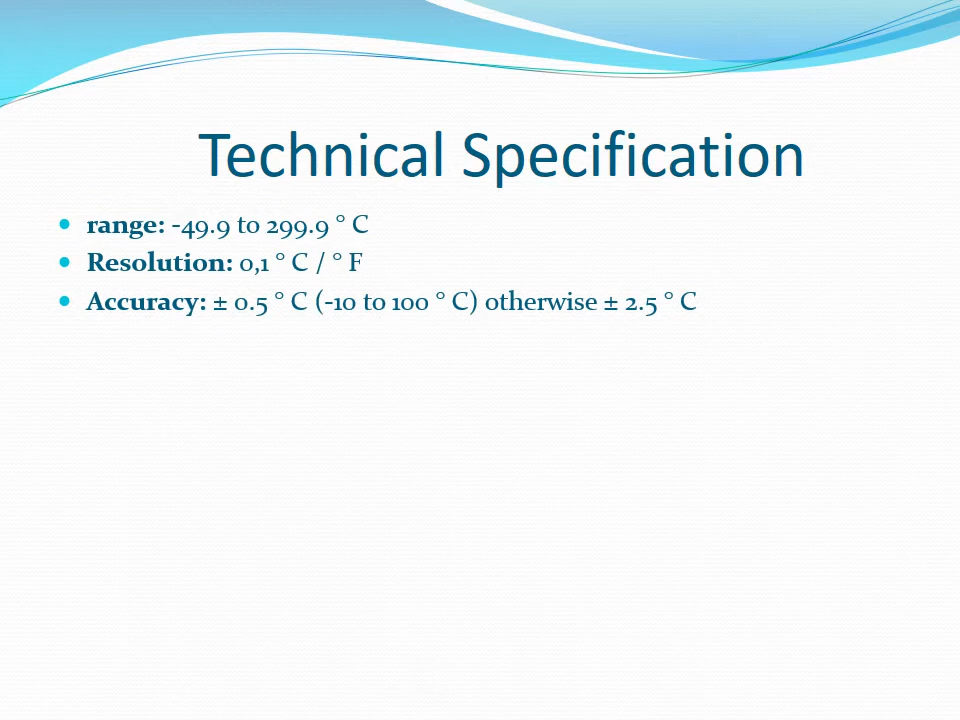 Technical Specification
• range: -49.9 to 299.9 ° C
• Resolution: 0,1 ° C / ° F
• Accuracy: ± 0.5 ° C (-10 to 100 ° C) otherwise ± 2.5 ° C